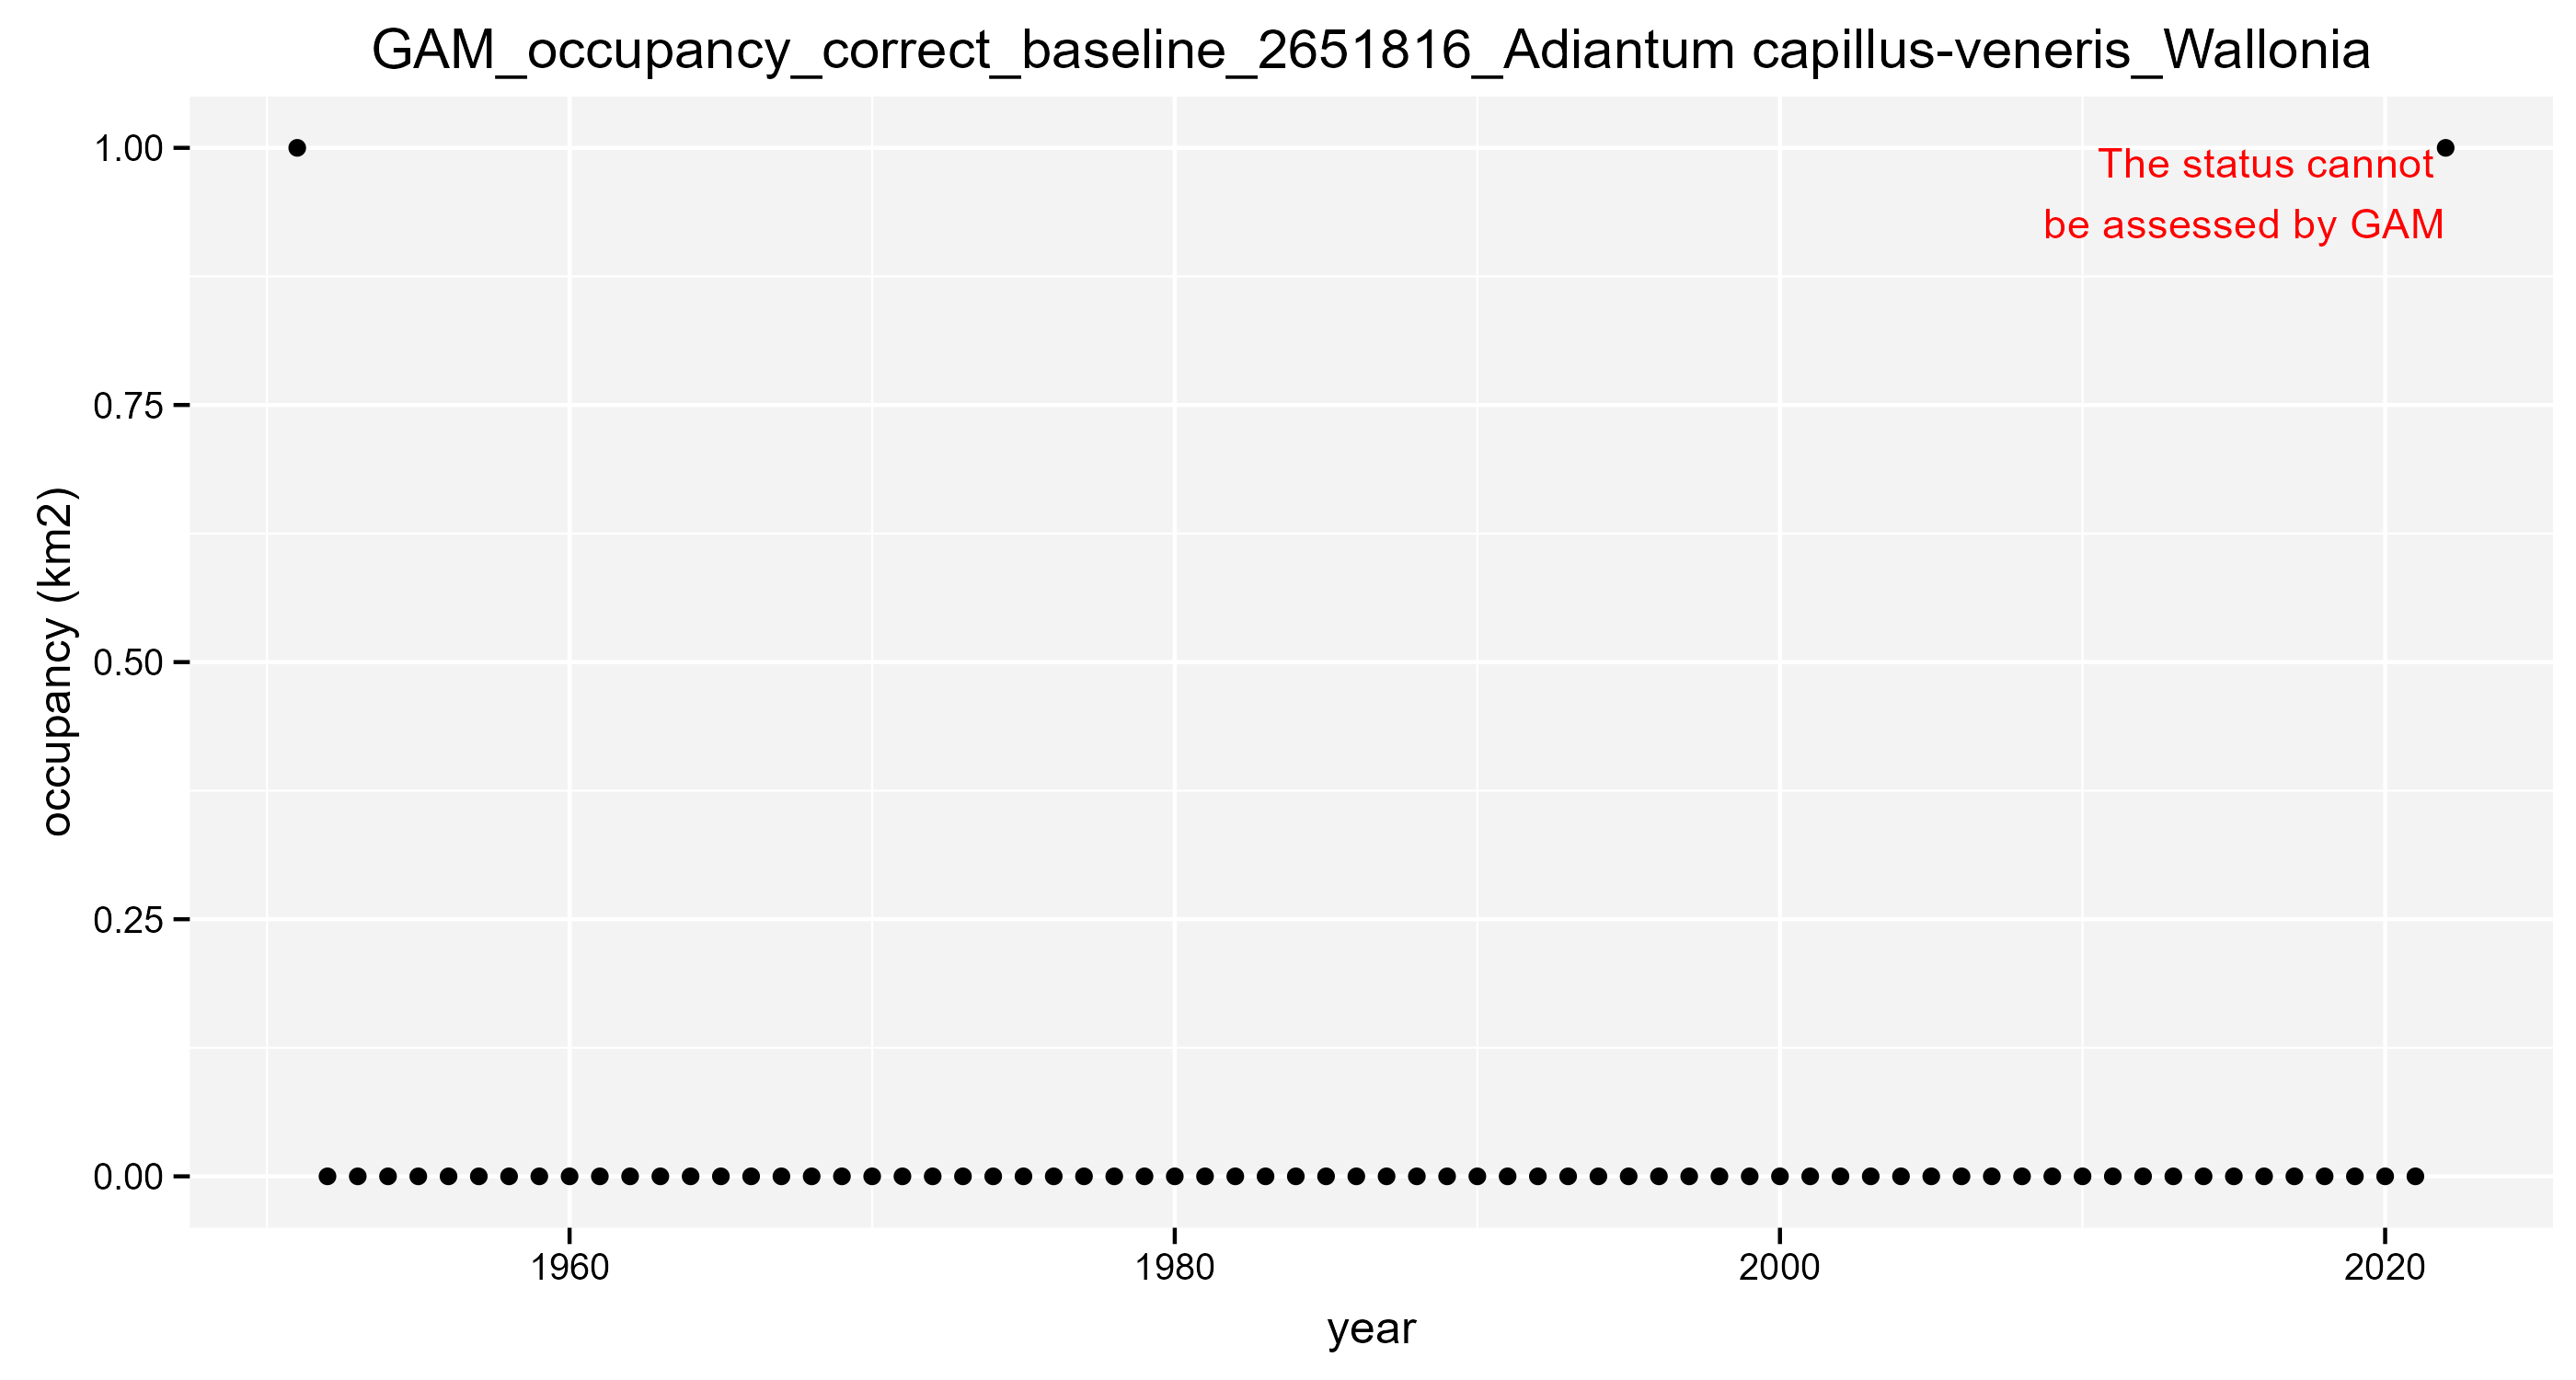 GAM_occupancy_correct_baseline_2651816_Adiantum capillus-veneris_Wallonia
1.00
The status cannot
be assessed by GAM
0.75
occupancy (km2)
0.50
0.25
0.00
1960 1980 2000 2020
year